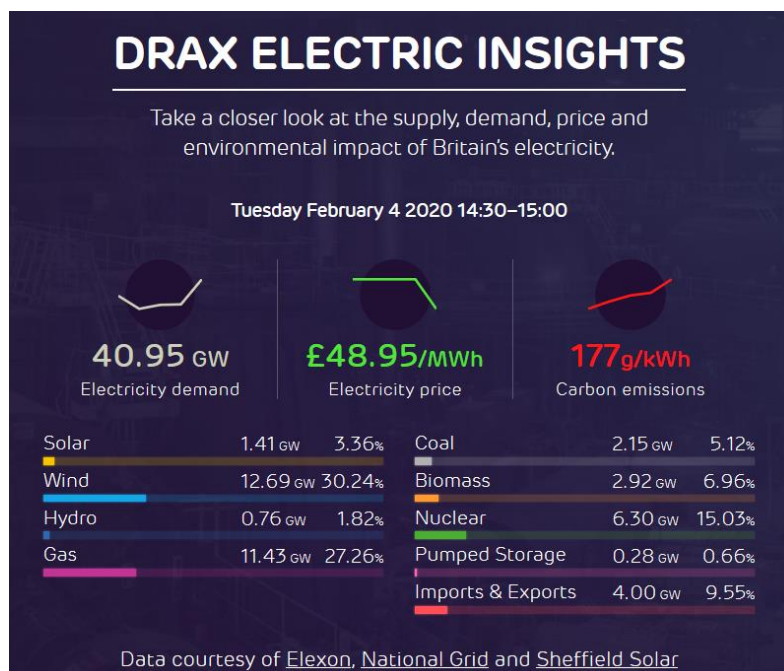 DRAX ELECTRIC INSIGHTS
Take a closer look at the supply, demand, price and
environmental impact of Britain's electricity.
Tuesday February 4 2020 14:30–15:00
40.95 GW
Electricity demand
£48.95/MWh
Electricity price
177g/kWh
Carbon emissions
Solar 1.41 GW 3.36%
Wind 12.69 GW 30.24%
Hydro 0.76 GW 1.82%
Gas 11.43 GW 27.26%
Coal 2.15 GW 5.12%
Biomass 2.92 GW 6.96%
Nuclear 6.30 GW 15.03%
Pumped Storage 0.28 GW 0.66%
Imports & Exports 4.00 GW 9.55%
Data courtesy of Elexon, National Grid and Sheffield Solar